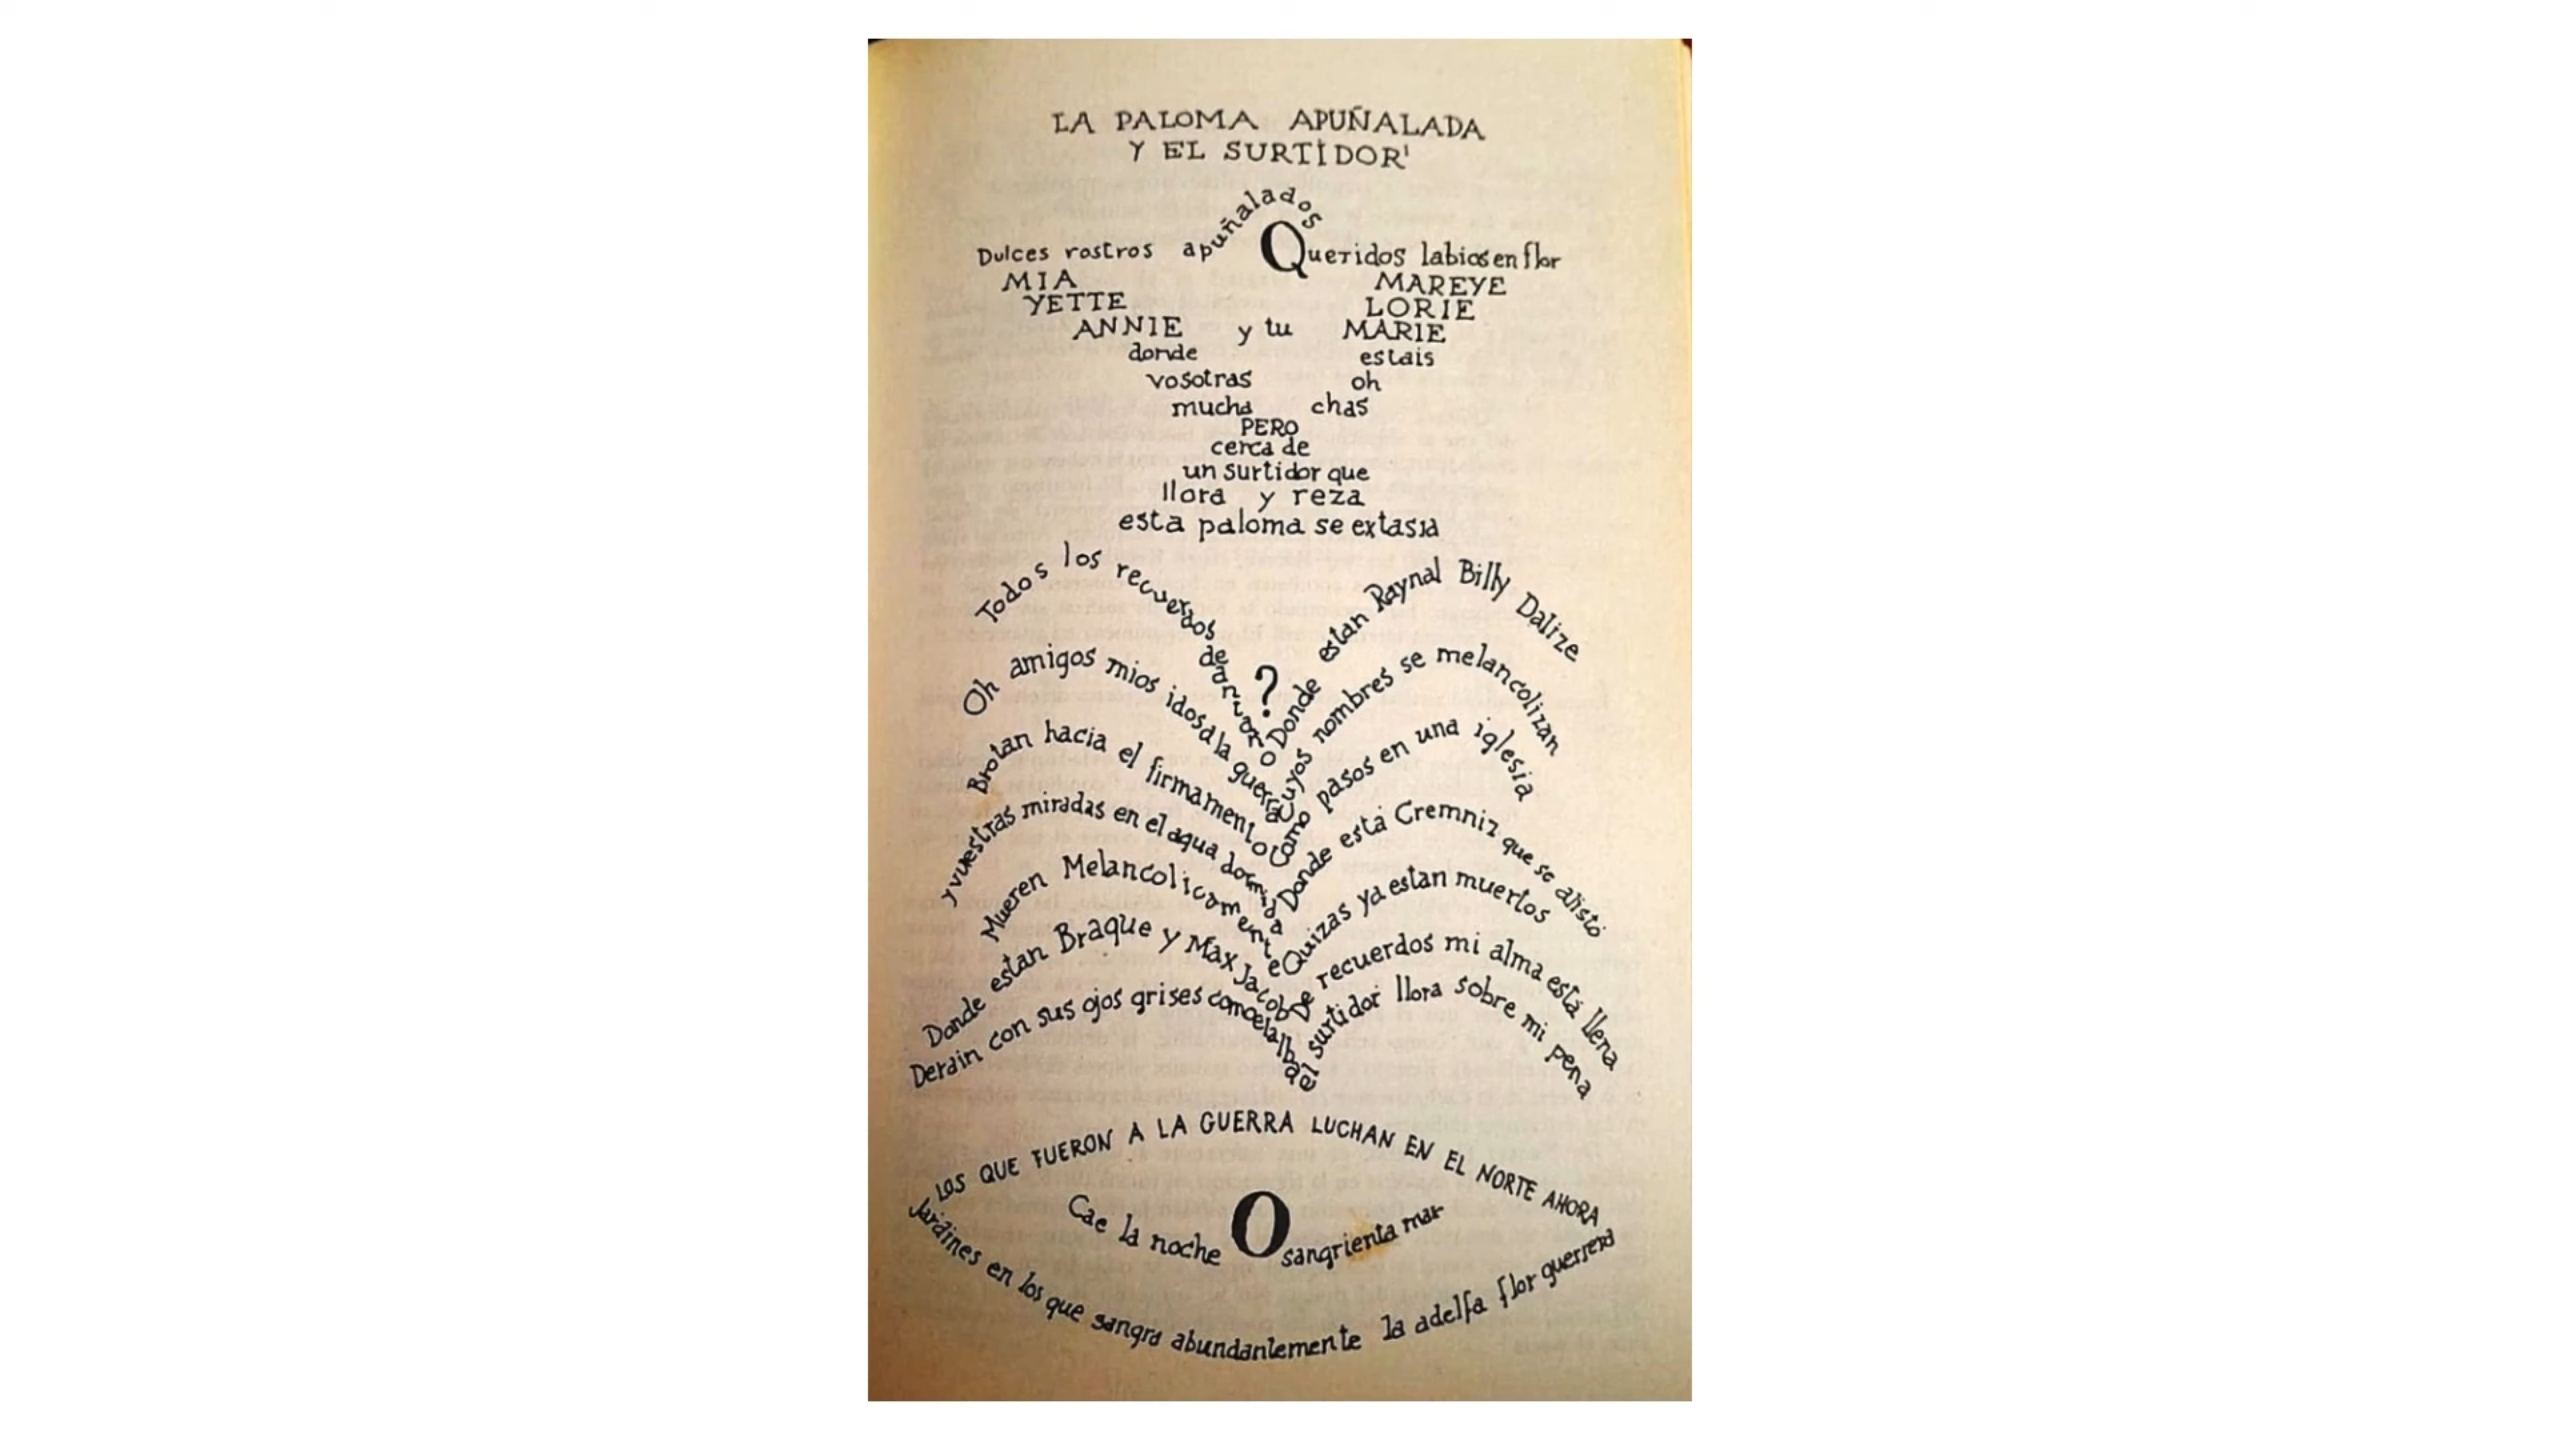 LA PALOMA APUÑALADA
Y EL SURTIDOR¹
Dulces rostros apuñalados Queridos labios en flor
MIA MAREYE
YETTE LORIE
ANNIE y tu MARIE
donde estais
vosotras oh
mucha chas
PERO
cerca de
un surtidor que
llora y reza
esta paloma se extasia
Todos los recuerdos de antaño
?
Donde estan Raynal Billy Dalize
Oh amigos mios idos a la guerra
Cuyos nombres se melancolizan
Brotan hacia el firmamento
Como pasos en una iglesia
y vuestras miradas en el agua dormida
Donde está Cremniz que se alistó
Mueren Melancolicamente
Quizas ya estan muertos
Donde estan Braque y Max Jacob
De recuerdos mi alma está llena
Derain con sus ojos grises como el alba
el surtidor llora sobre mi pena
LOS QUE FUERON A LA GUERRA LUCHAN EN EL NORTE AHORA
Cae la noche O sangrienta mar
Jardines en los que sangra abundantemente la adelfa flor guerrera